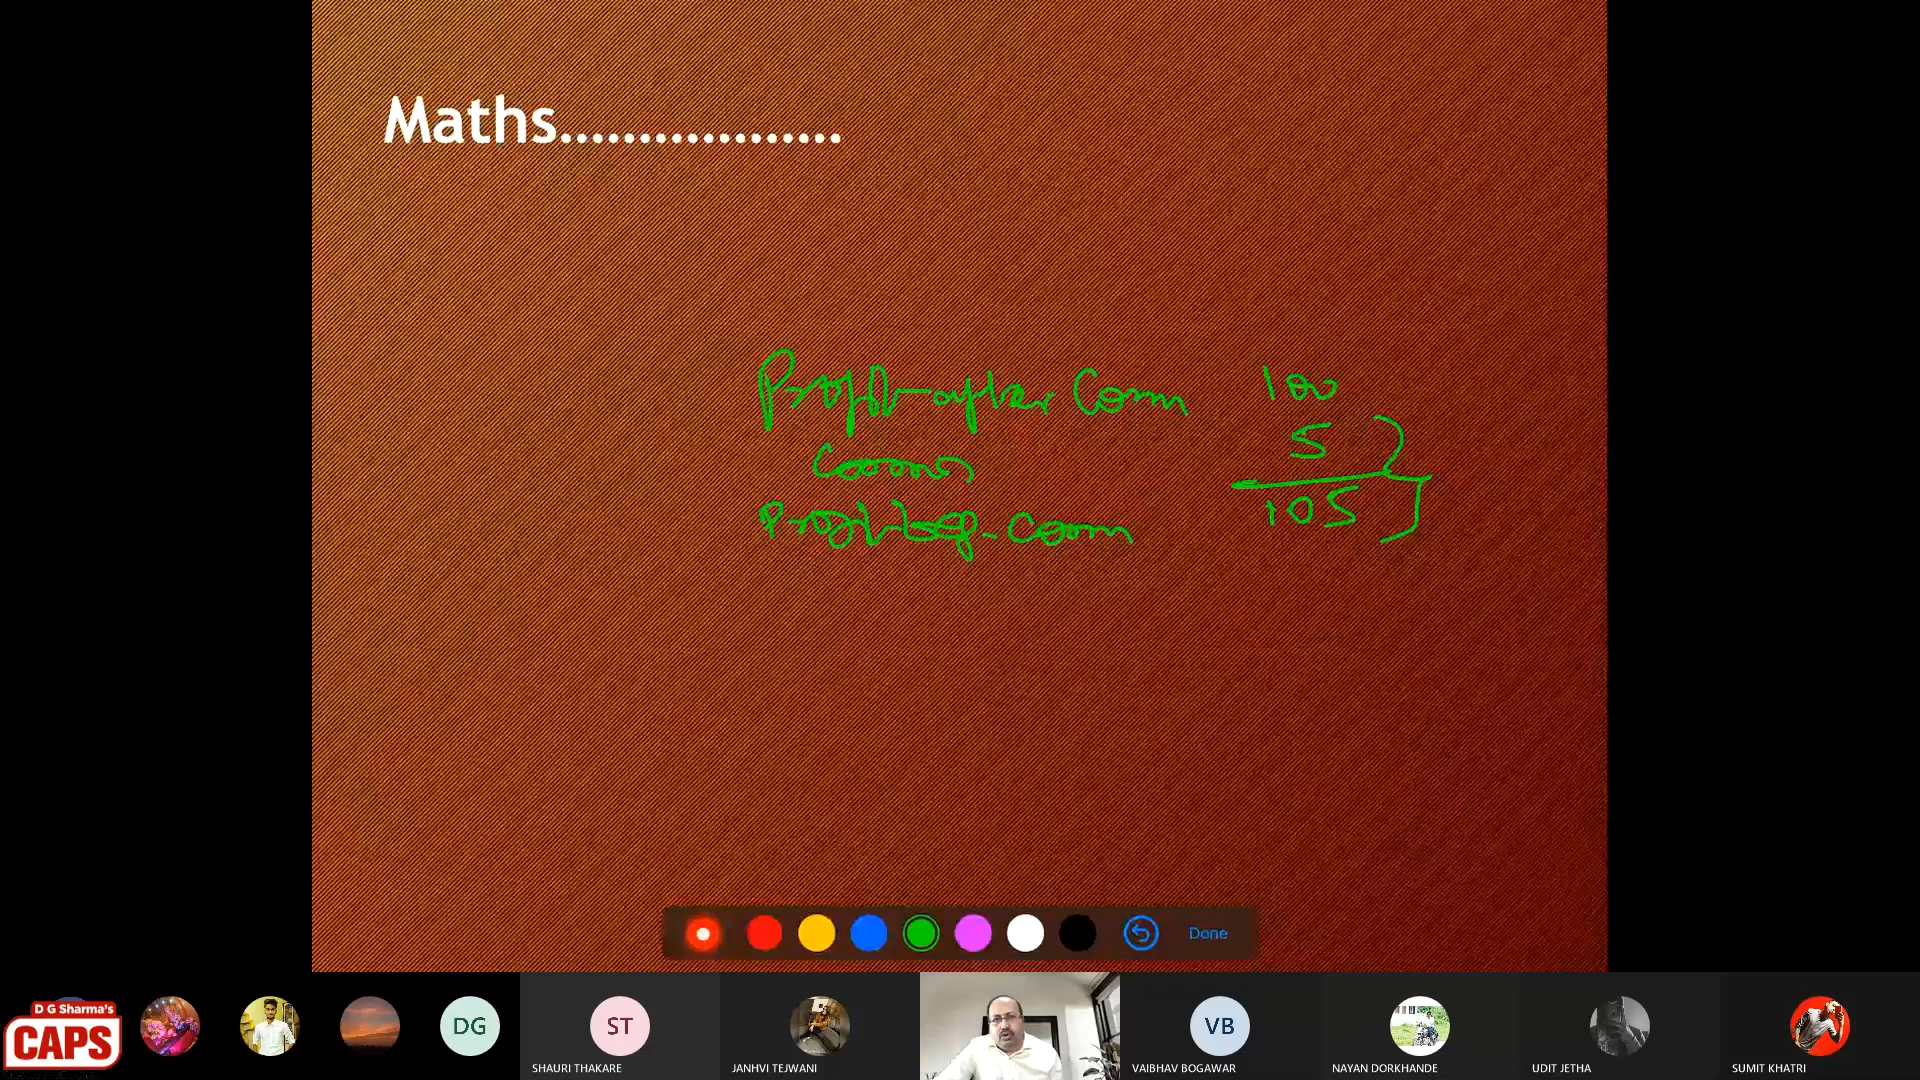 Maths..................
Profit after Comm 100
Comm 5
Profit bef. Comm 105
Done
D G Sharma's
CAPS
DG
ST
VB
SHAURI THAKARE
JANHVI TEJWANI
VAIBHAV BOGAWAR
NAYAN DORKHANDE
UDIT JETHA
SUMIT KHATRI